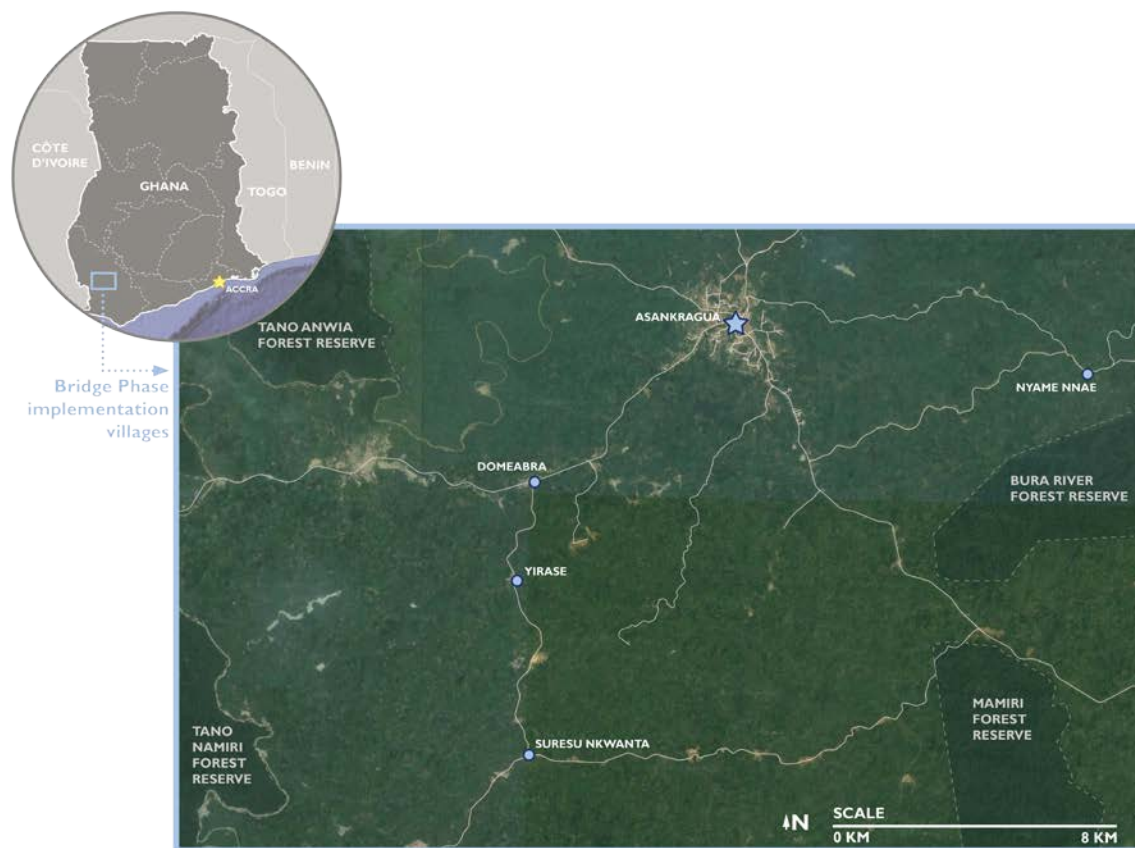 CÔTE
D'IVOIRE
GHANA
BENIN
TOGO
ACCRA
Bridge Phase
implementation
villages
TANO ANWIA
FOREST RESERVE
ASANKRAGUA
NYAME NNAE
DOMEABRA
BURA RIVER
FOREST RESERVE
YIRASE
TANO
NAMIRI
FOREST
RESERVE
SURESU NKWANTA
MAMIRI
FOREST
RESERVE
N
SCALE
0 KM
8 KM